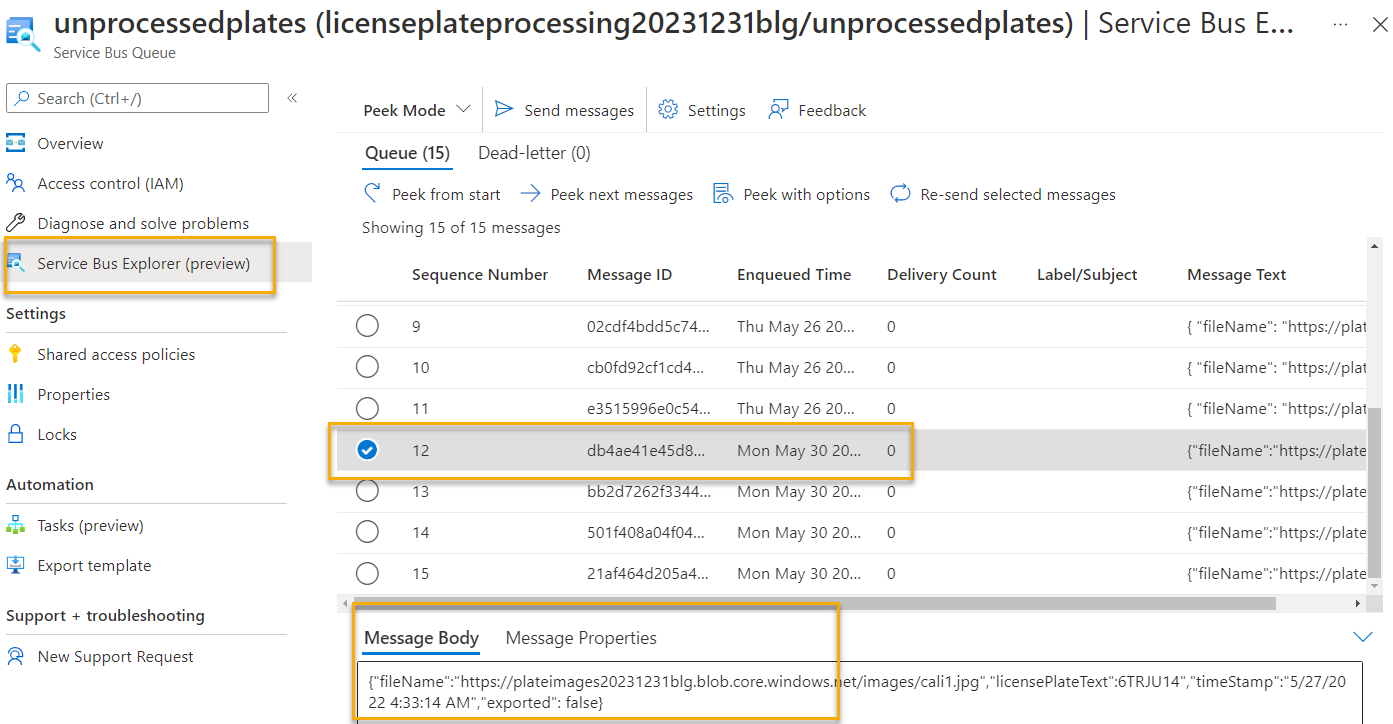 unprocessedplates (licenseplateprocessing20231231blg/unprocessedplates) | Service Bus E...
Service Bus Queue
Search (Ctrl+/)
Overview
Access control (IAM)
Diagnose and solve problems
Service Bus Explorer (preview)
Settings
Shared access policies
Properties
Locks
Automation
Tasks (preview)
Export template
Support + troubleshooting
New Support Request
Peek Mode Send messages Settings Feedback
Queue (15) Dead-letter (0)
Peek from start Peek next messages Peek with options Re-send selected messages
Showing 15 of 15 messages
Sequence Number Message ID Enqueued Time Delivery Count Label/Subject Message Text
9 02cdf4bdd5c74... Thu May 26 20... 0 { "fileName": "https://plat
10 cb0fd92cf1cd4... Thu May 26 20... 0 { "fileName": "https://plat
11 e3515996e0c54... Thu May 26 20... 0 { "fileName": "https://plat
12 db4ae41e45d8... Mon May 30 20... 0 {"fileName":"https://plate
13 bb2d7262f3344... Mon May 30 20... 0 {"fileName":"https://plate
14 501f408a04f04... Mon May 30 20... 0 {"fileName":"https://plate
15 21af464d205a4... Mon May 30 20... 0 {"fileName":"https://plate
Message Body Message Properties
{"fileName":"https://plateimages20231231blg.blob.core.windows.net/images/cali1.jpg","licensePlateText":6TRJU14","timeStamp":"5/27/20
22 4:33:14 AM","exported": false}